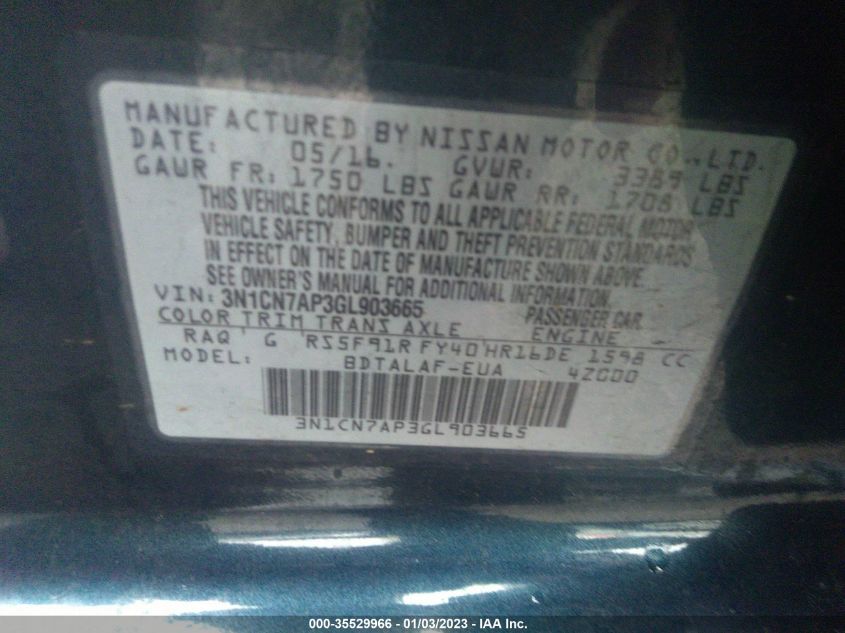 MANUFACTURED BY NISSAN MOTOR CO., LTD.
DATE: 05/16. GVWR: 3389 LBS
GAWR FR: 1750 LBS GAWR RR: 1708 LBS
THIS VEHICLE CONFORMS TO ALL APPLICABLE FEDERAL MOTOR
VEHICLE SAFETY, BUMPER AND THEFT PREVENTION STANDARDS
IN EFFECT ON THE DATE OF MANUFACTURE SHOWN ABOVE.
SEE OWNER'S MANUAL FOR ADDITIONAL INFORMATION.
VIN: 3N1CN7AP3GL903665 PASSENGER CAR
COLOR TRIM TRANS AXLE ENGINE
RAQ G RS5F91R FY40 HR16DE 1598 CC
MODEL: BDTALAF-EUA 4ZGD0
3N1CN7AP3GL903665
000-35529966 - 01/03/2023 - IAA, Inc.